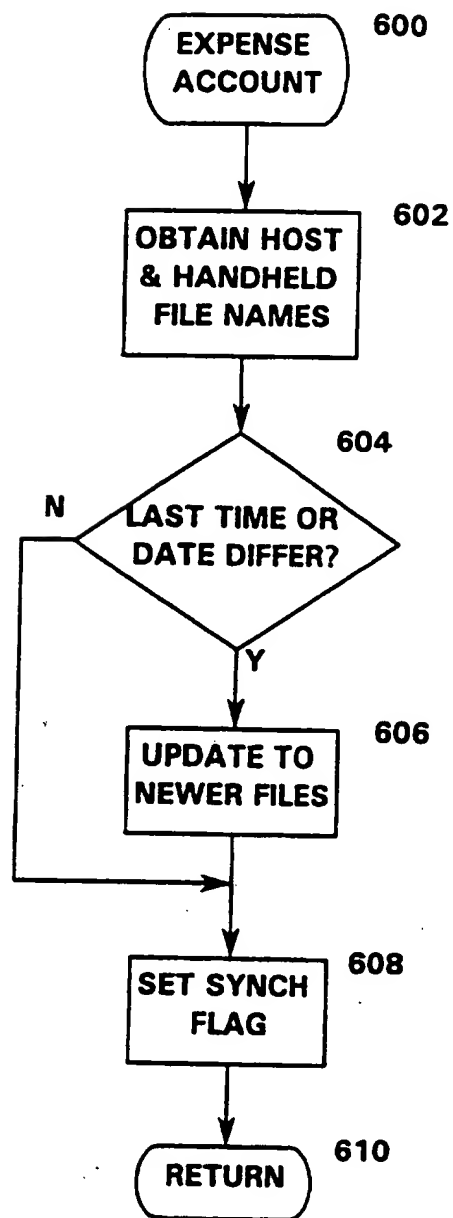 600
EXPENSE
ACCOUNT
602
OBTAIN HOST
& HANDHELD
FILE NAMES
604
N
LAST TIME OR
DATE DIFFER?
Y
606
UPDATE TO
NEWER FILES
608
SET SYNCH
FLAG
610
RETURN